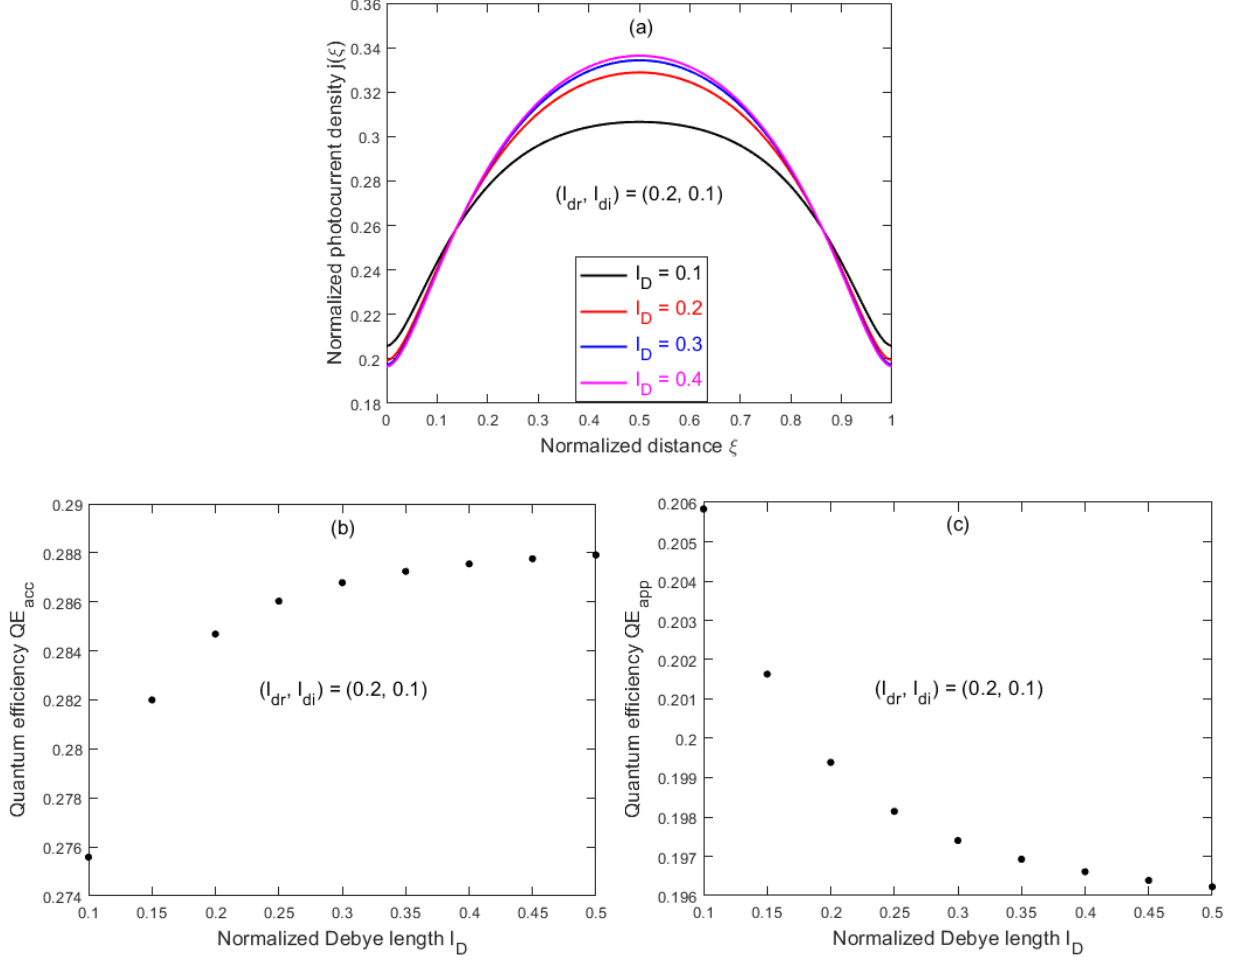 (a)
Normalized photocurrent density j(ξ)
0.36
0.34
0.32
0.3
0.28
0.26
0.24
0.22
0.2
0.18
(l_dr, l_di) = (0.2, 0.1)
l_D = 0.1
l_D = 0.2
l_D = 0.3
l_D = 0.4
0 0.1 0.2 0.3 0.4 0.5 0.6 0.7 0.8 0.9 1
Normalized distance ξ
(b)
Quantum efficiency QE_acc
0.29
0.288
0.286
0.284
0.282
0.28
0.278
0.276
0.274
(l_dr, l_di) = (0.2, 0.1)
0.1 0.15 0.2 0.25 0.3 0.35 0.4 0.45 0.5
Normalized Debye length l_D
(c)
Quantum efficiency QE_app
0.206
0.205
0.204
0.203
0.202
0.201
0.2
0.199
0.198
0.197
0.196
(l_dr, l_di) = (0.2, 0.1)
0.1 0.15 0.2 0.25 0.3 0.35 0.4 0.45 0.5
Normalized Debye length l_D